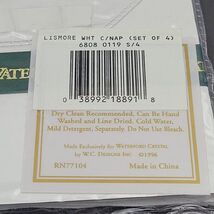 LISMORE WHT C/NAP (SET OF 4)
6808 0119 S/4
WATE
0 38992 18891 8
Dry Clean Recommended, Can Be Hand
Washed and Line Dried. Cold Water,
Mild Detergent, Separately. Do Not Use Bleach.
Made Exclusively for Waterford Crystal
by W.C. Designs Inc. ©1996
RN77104 Made in China